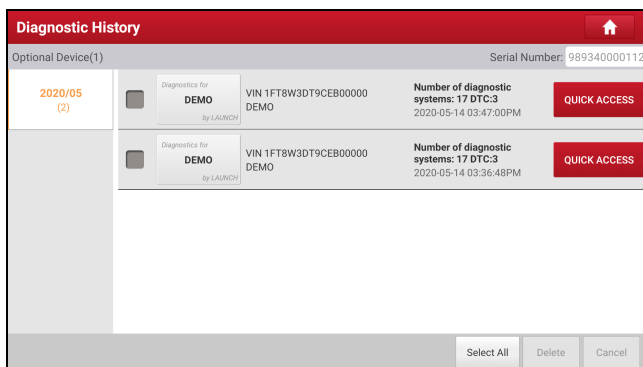 Diagnostic History
Optional Device(1)
Serial Number: 989340000112
2020/05
(2)
Diagnostics for
DEMO
by LAUNCH
VIN 1FT8W3DT9CEB00000
DEMO
Number of diagnostic
systems: 17 DTC:3
2020-05-14 03:47:00PM
QUICK ACCESS
Diagnostics for
DEMO
by LAUNCH
VIN 1FT8W3DT9CEB00000
DEMO
Number of diagnostic
systems: 17 DTC:3
2020-05-14 03:36:48PM
QUICK ACCESS
Select All
Delete
Cancel